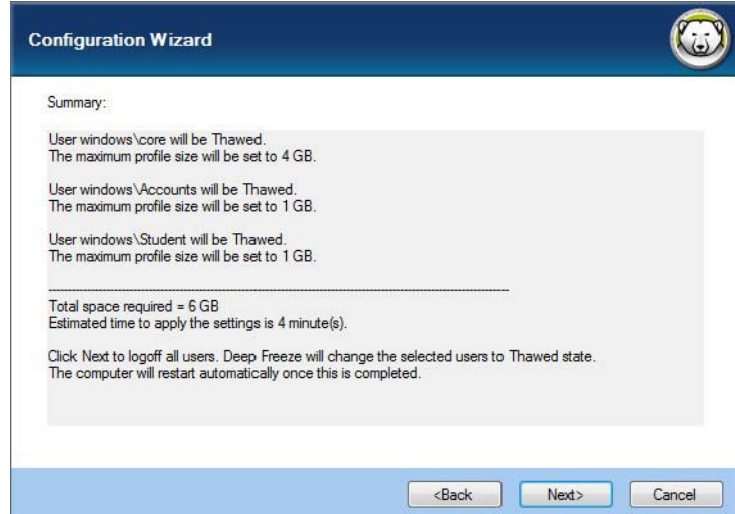 Configuration Wizard
Summary:
User windows\core will be Thawed.
The maximum profile size will be set to 4 GB.
User windows\Accounts will be Thawed.
The maximum profile size will be set to 1 GB.
User windows\Student will be Thawed.
The maximum profile size will be set to 1 GB.
Total space required = 6 GB
Estimated time to apply the settings is 4 minute(s).
Click Next to logoff all users. Deep Freeze will change the selected users to Thawed state.
The computer will restart automatically once this is completed.
<Back Next> Cancel